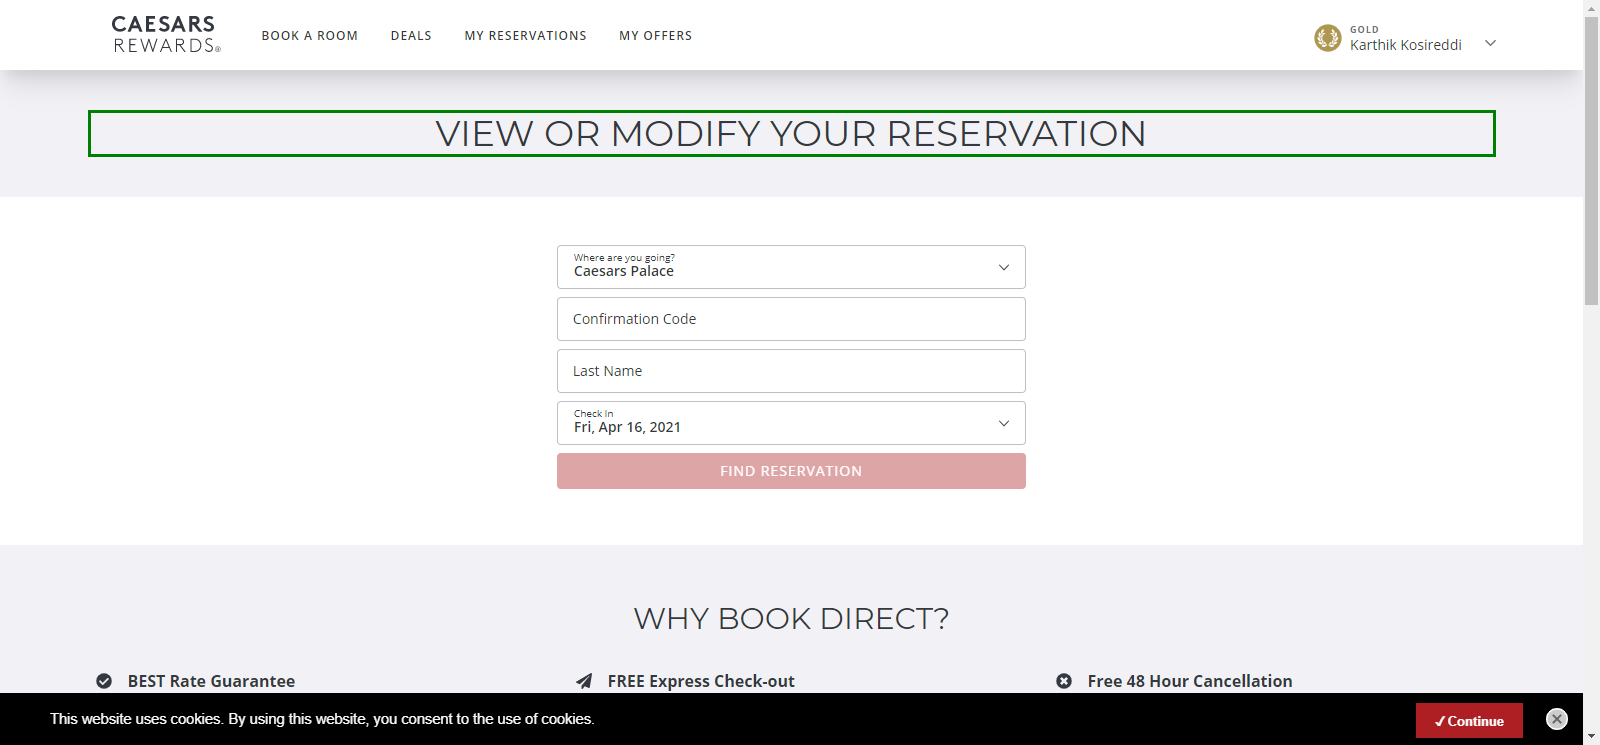 CAESARS
REWARDS®
BOOK A ROOM
DEALS
MY RESERVATIONS
MY OFFERS
GOLD
Karthik Kosireddi
VIEW OR MODIFY YOUR RESERVATION
Where are you going?
Caesars Palace
Confirmation Code
Last Name
Check In
Fri, Apr 16, 2021
FIND RESERVATION
WHY BOOK DIRECT?
BEST Rate Guarantee
FREE Express Check-out
Free 48 Hour Cancellation
This website uses cookies. By using this website, you consent to the use of cookies.
✓Continue